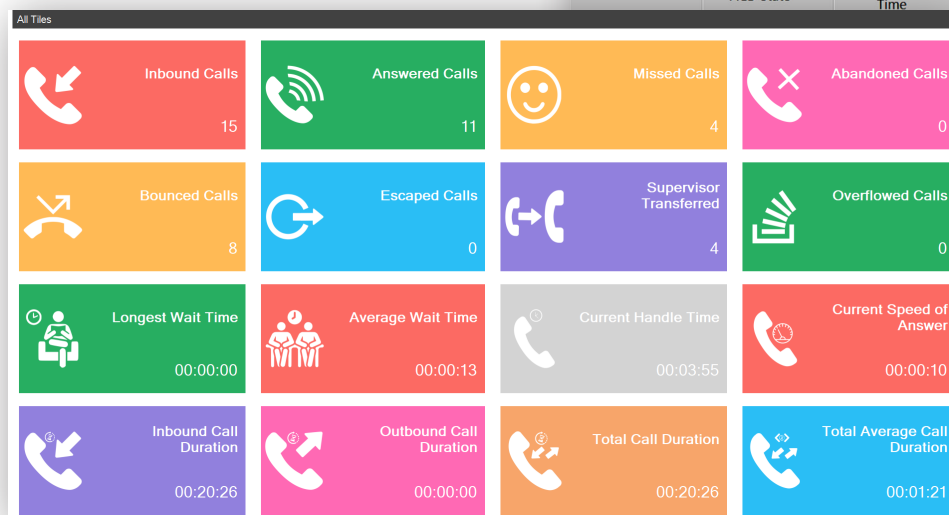 Time
All Tiles
Inbound Calls
15
Answered Calls
11
Missed Calls
4
Abandoned Calls
0
Bounced Calls
8
Escaped Calls
0
Supervisor
Transferred
4
Overflowed Calls
0
Longest Wait Time
00:00:00
Average Wait Time
00:00:13
Current Handle Time
00:03:55
Current Speed of
Answer
00:00:10
Inbound Call
Duration
00:20:26
Outbound Call
Duration
00:00:00
Total Call Duration
00:20:26
Total Average Call
Duration
00:01:21